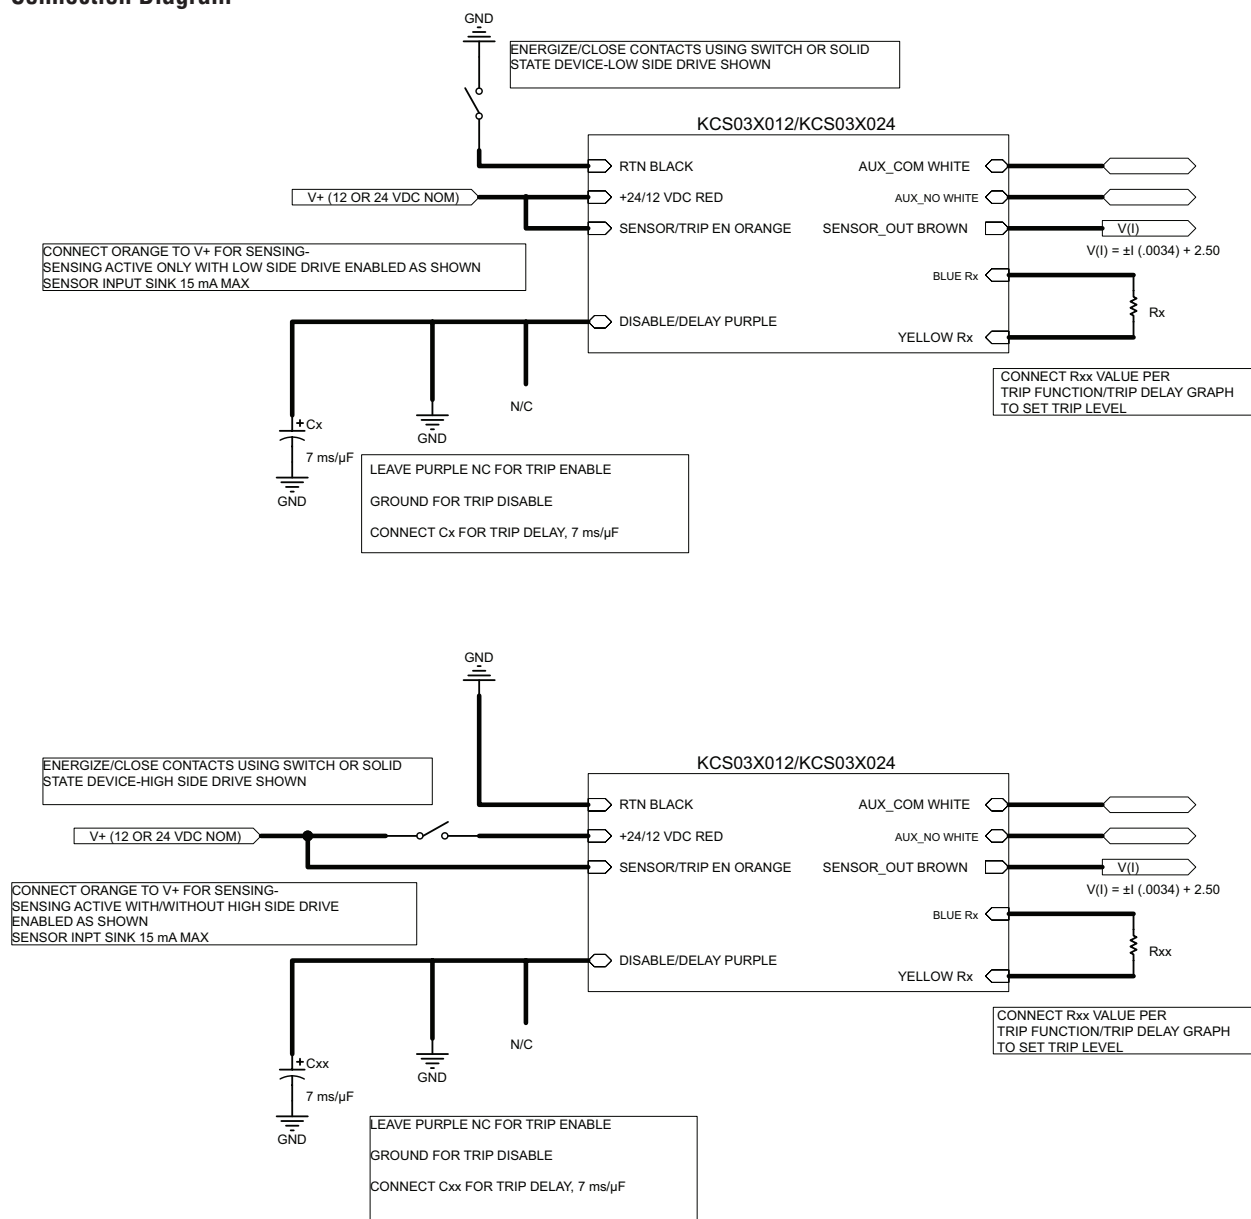 Connection Diagram
GND
ENERGIZE/CLOSE CONTACTS USING SWITCH OR SOLID
STATE DEVICE-LOW SIDE DRIVE SHOWN
KCS03X012/KCS03X024
RTN BLACK
AUX_COM WHITE
V+ (12 OR 24 VDC NOM)
+24/12 VDC RED
AUX_NO WHITE
SENSOR/TRIP EN ORANGE
SENSOR_OUT BROWN
V(I)
V(I) = ±I (.0034) + 2.50
CONNECT ORANGE TO V+ FOR SENSING-
SENSING ACTIVE ONLY WITH LOW SIDE DRIVE ENABLED AS SHOWN
SENSOR INPUT SINK 15 mA MAX
BLUE Rx
Rx
DISABLE/DELAY PURPLE
YELLOW Rx
CONNECT Rxx VALUE PER
TRIP FUNCTION/TRIP DELAY GRAPH
TO SET TRIP LEVEL
N/C
+
Cx
GND
7 ms/µF
GND
LEAVE PURPLE NC FOR TRIP ENABLE
GROUND FOR TRIP DISABLE
CONNECT Cx FOR TRIP DELAY, 7 ms/µF
GND
ENERGIZE/CLOSE CONTACTS USING SWITCH OR SOLID
STATE DEVICE-HIGH SIDE DRIVE SHOWN
KCS03X012/KCS03X024
RTN BLACK
AUX_COM WHITE
V+ (12 OR 24 VDC NOM)
+24/12 VDC RED
AUX_NO WHITE
SENSOR/TRIP EN ORANGE
SENSOR_OUT BROWN
V(I)
V(I) = ±I (.0034) + 2.50
CONNECT ORANGE TO V+ FOR SENSING-
SENSING ACTIVE WITH/WITHOUT HIGH SIDE DRIVE
ENABLED AS SHOWN
SENSOR INPT SINK 15 mA MAX
BLUE Rx
Rxx
DISABLE/DELAY PURPLE
YELLOW Rx
CONNECT Rxx VALUE PER
TRIP FUNCTION/TRIP DELAY GRAPH
TO SET TRIP LEVEL
N/C
+
Cxx
GND
7 ms/µF
GND
LEAVE PURPLE NC FOR TRIP ENABLE
GROUND FOR TRIP DISABLE
CONNECT Cxx FOR TRIP DELAY, 7 ms/µF